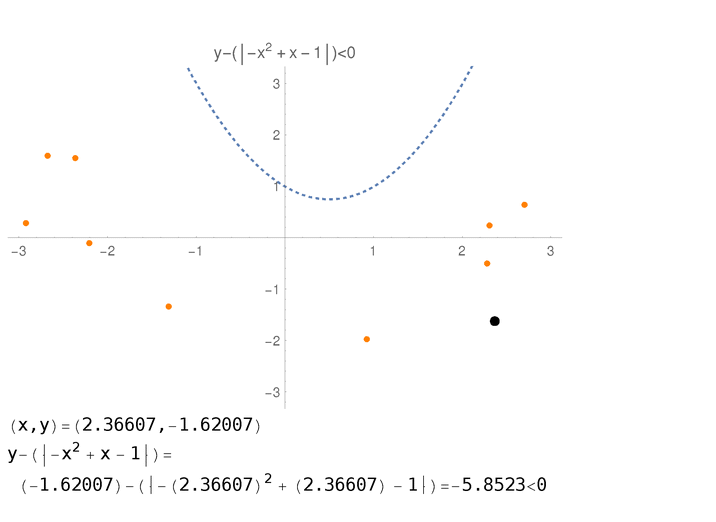 y−(|−x² + x − 1|)<0
3
2
1
−3 −2 −1 1 2 3
−1
−2
−3
(x,y)=(2.36607,−1.62007)
y−(|−x² + x − 1|)=
(−1.62007)−(|−(2.36607)² + (2.36607) − 1|)=−5.8523<0